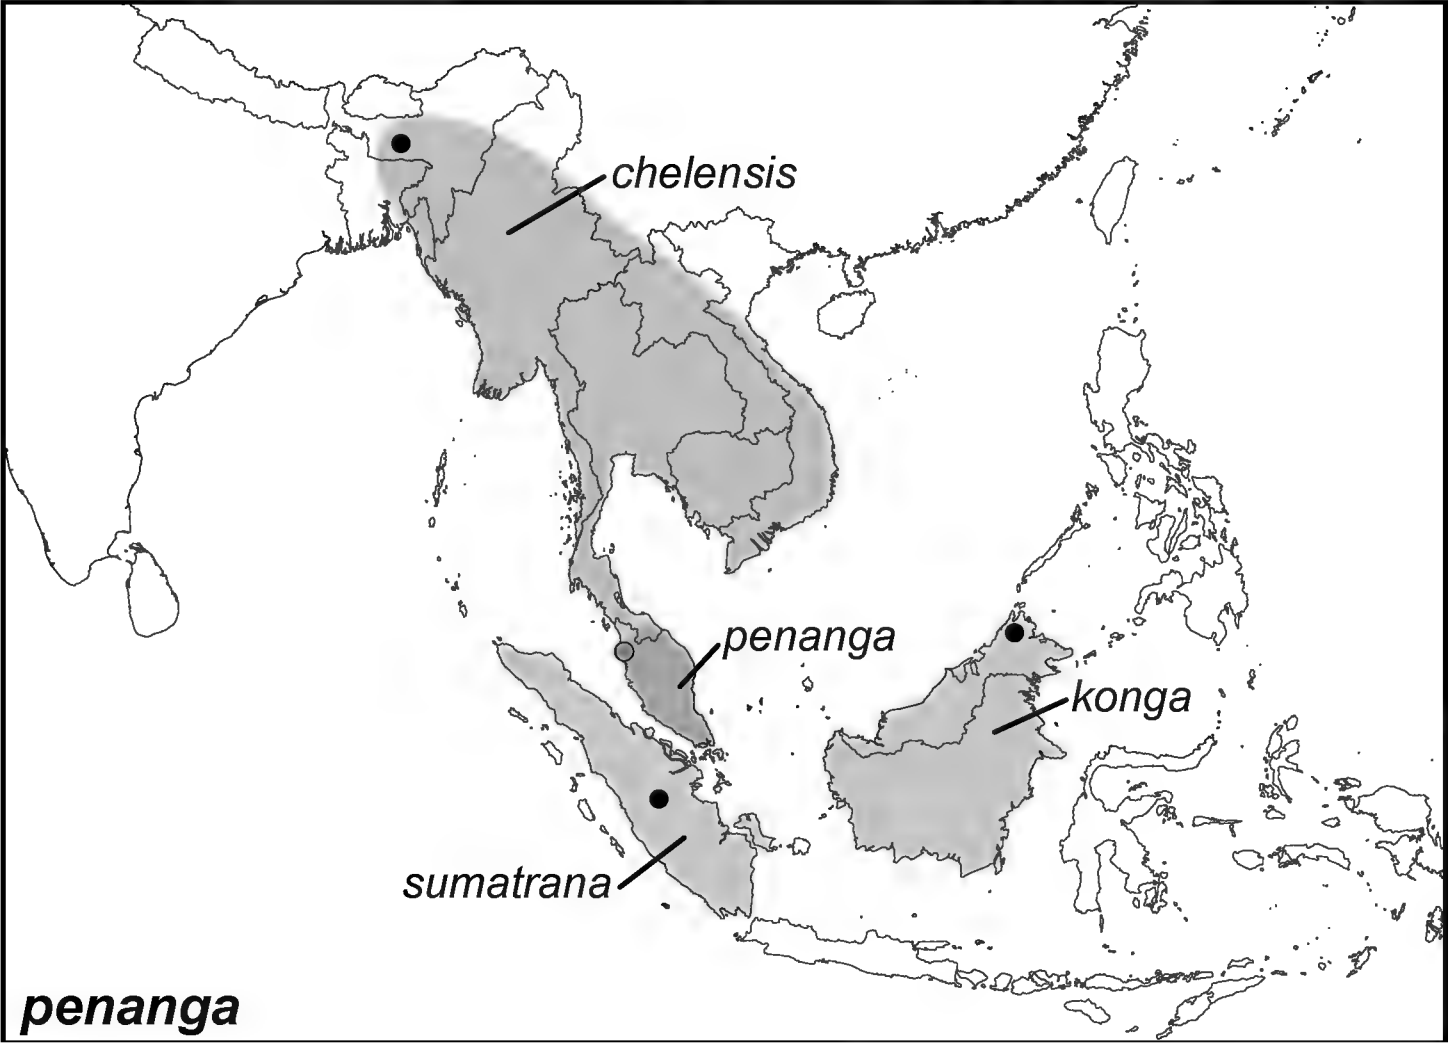 chelensis
penanga
konga
sumatrana
penanga